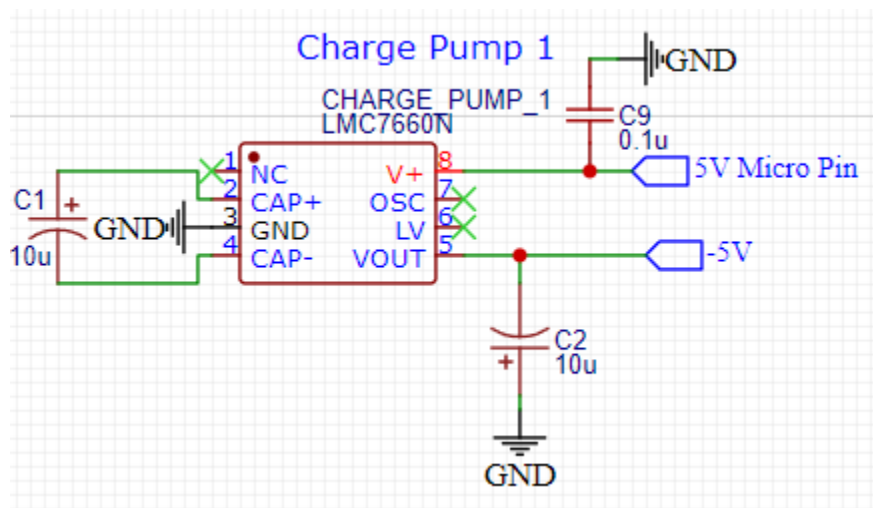 Charge Pump 1
CHARGE_PUMP_1
LMC7660N
GND
C9
0.1u
5V Micro Pin
1
NC
V+
8
2
CAP+
OSC
7
3
GND
LV
6
4
CAP-
VOUT
5
C1
+
10u
GND
-5V
C2
10u
+
GND